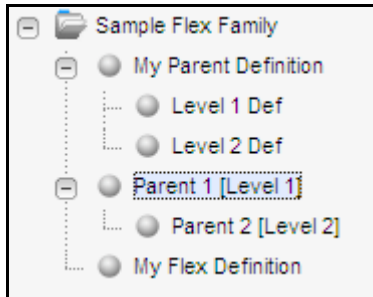 Sample Flex Family
My Parent Definition
Level 1 Def
Level 2 Def
Parent 1 [Level 1]
Parent 2 [Level 2]
My Flex Definition